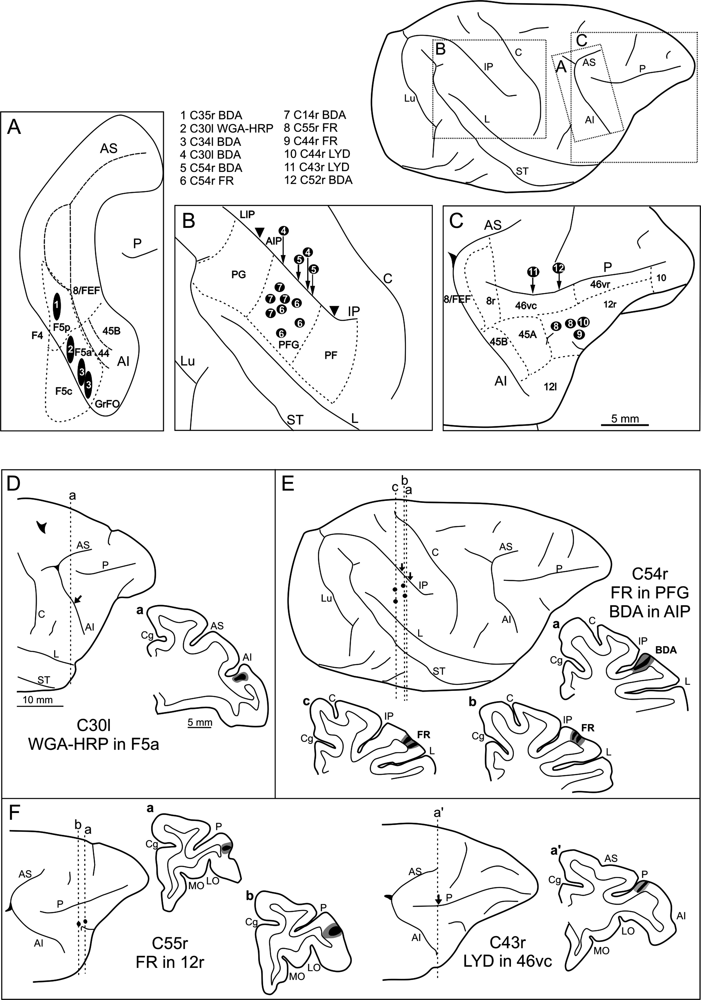 C
B
C
A
AS
IP
P
Lu
L
AI
ST
A
AS
P
8/FEF
1
F5p
F4
45B
2
F5a
44
AI
3
3
F5c
GrFO
1 C35r BDA
2 C30l WGA-HRP
3 C34l BDA
4 C30l BDA
5 C54r BDA
6 C54r FR
7 C14r BDA
8 C55r FR
9 C44r FR
10 C44r LYD
11 C43r LYD
12 C52r BDA
B
LIP
4
AIP
4
5
5
PG
C
7
7
7
6
7
6
IP
6
6
PFG
PF
Lu
ST
L
C
AS
11
12
P
10
46vr
8/FEF
8r
46vc
12r
8
8
10
9
45A
45B
AI
12l
5 mm
D
a
AS
P
C
AI
L
ST
10 mm
a
Cg
AS
AI
5 mm
C30l
WGA-HRP in F5a
E
c
b
a
AS
C
P
IP
Lu
AI
L
ST
C54r
FR in PFG
BDA in AIP
a
C
IP
BDA
Cg
L
c
C
IP
FR
Cg
L
b
C
IP
FR
Cg
L
F
b
a
AS
P
AI
a
P
Cg
MO
LO
b
P
Cg
LO
MO
C55r
FR in 12r
a'
AS
P
AI
a'
AS
P
Cg
AI
LO
MO
C43r
LYD in 46vc